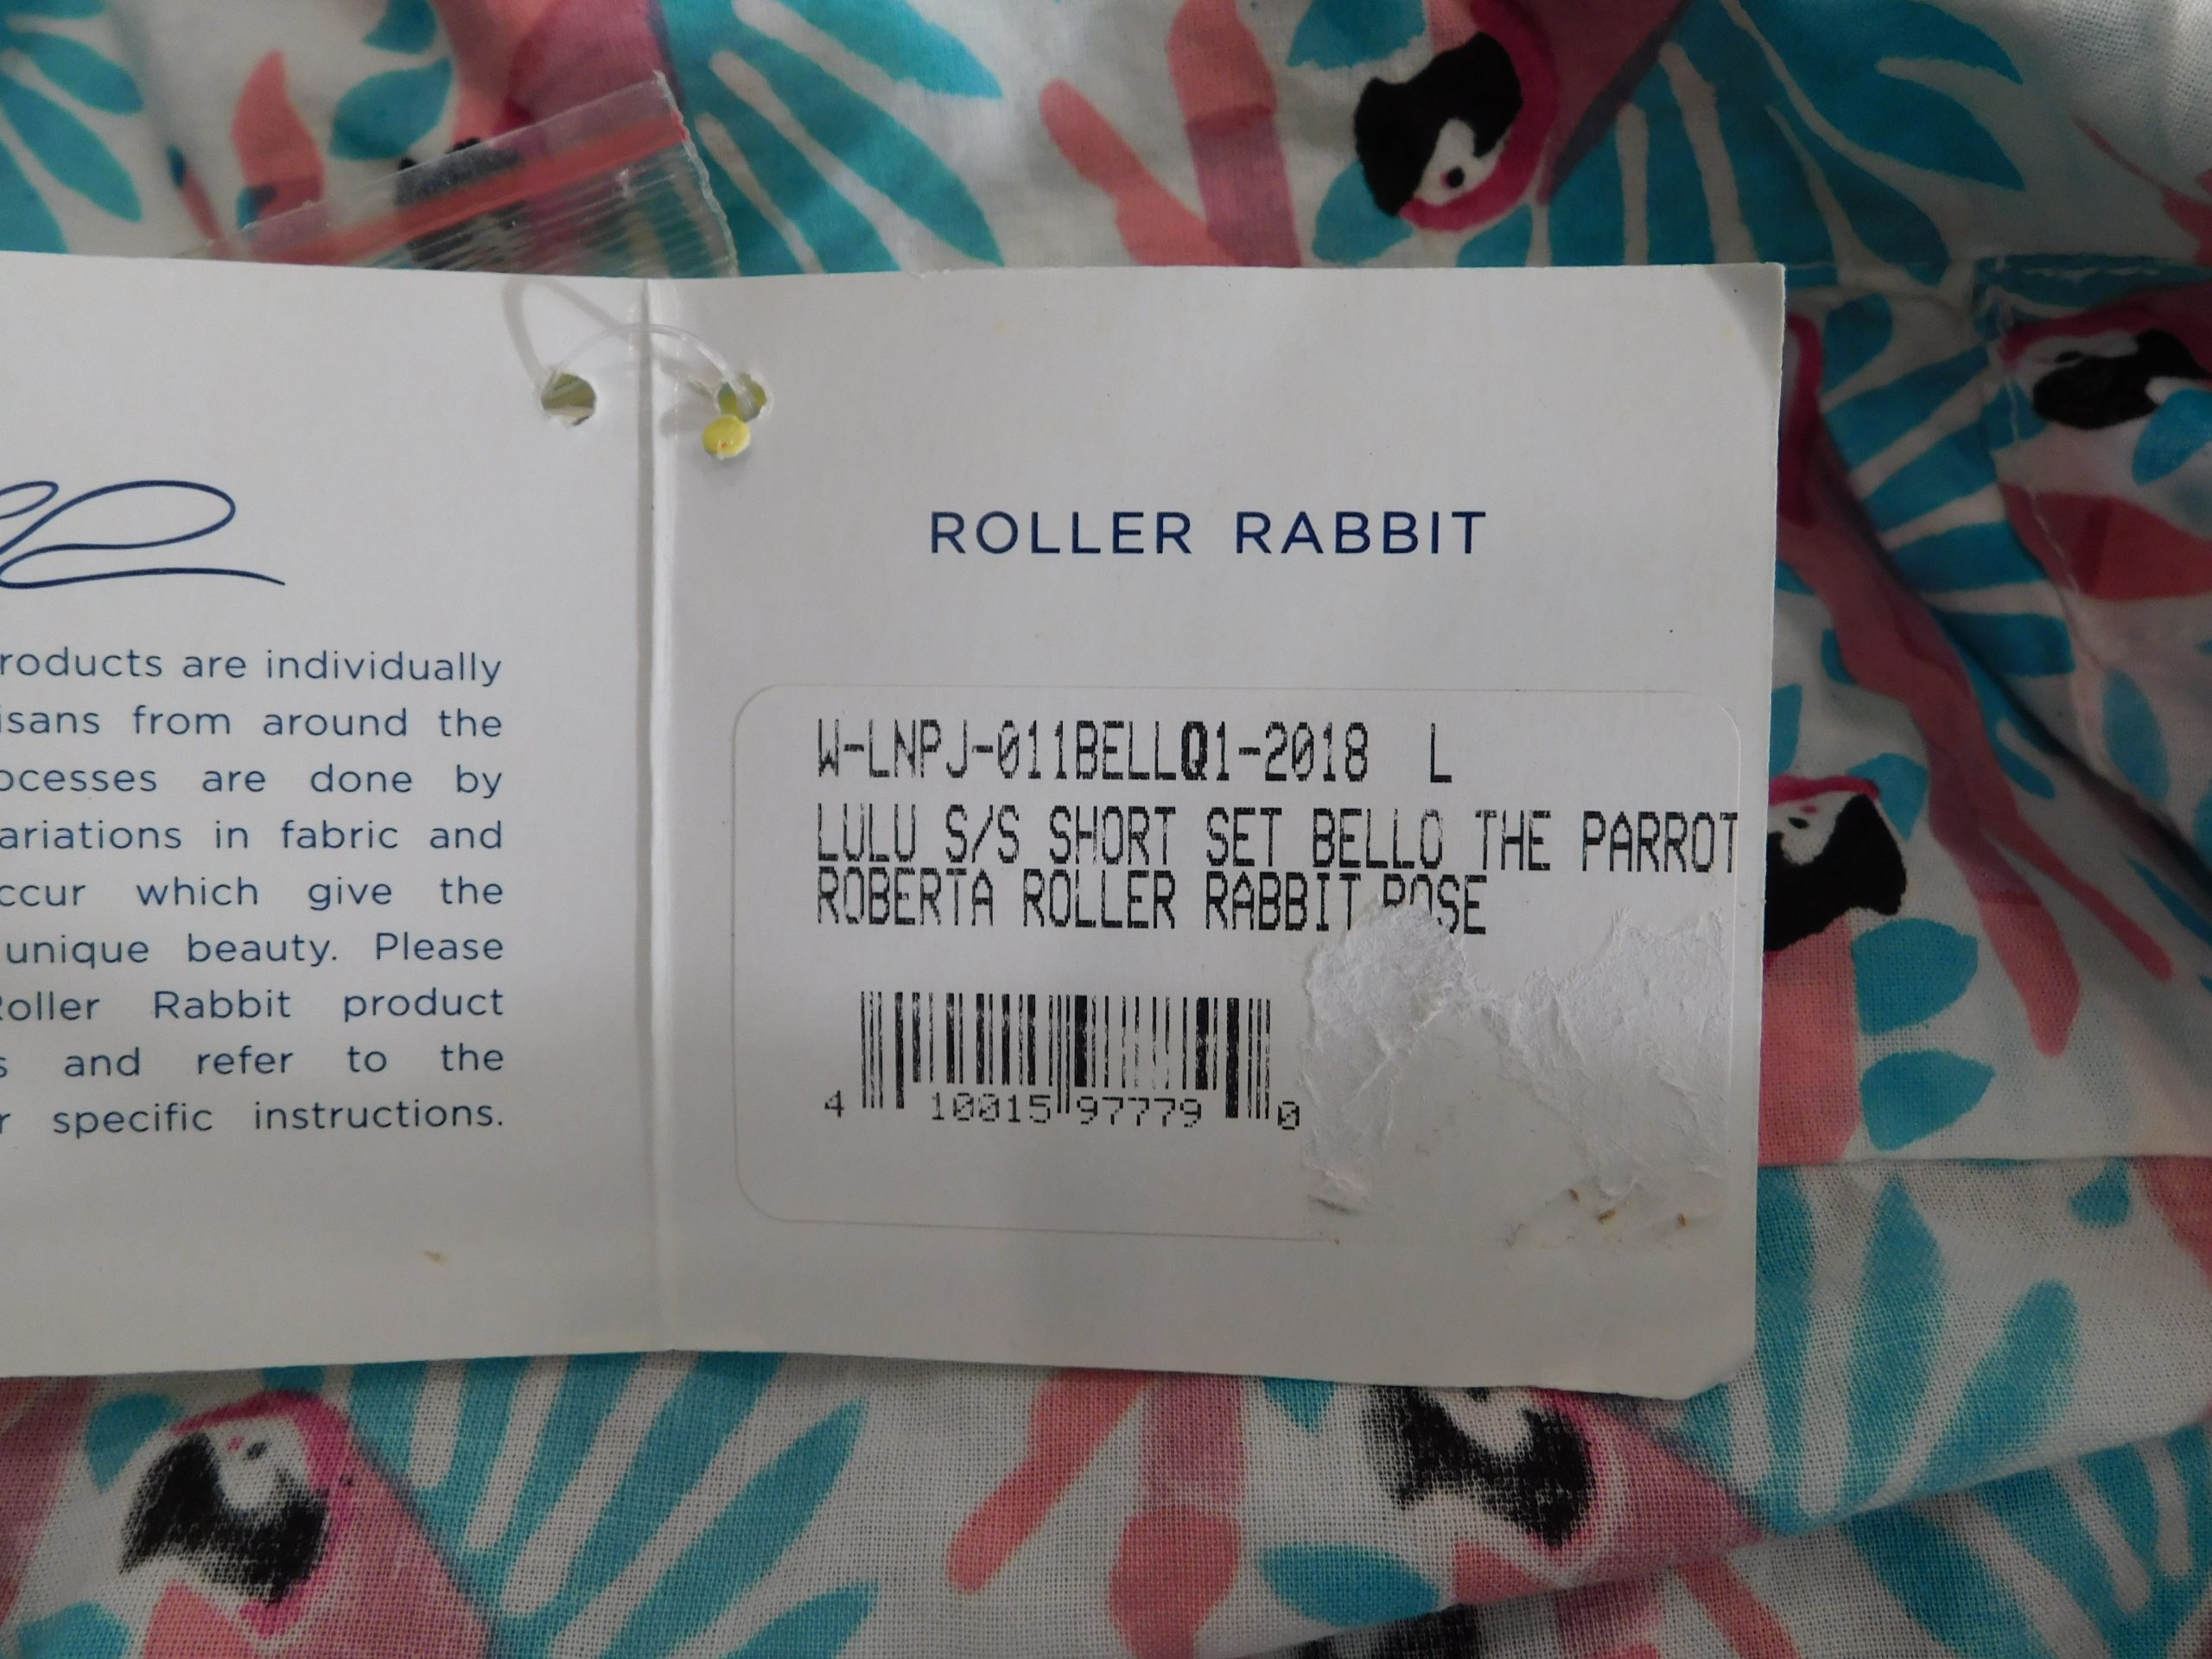 roducts are individually
isans from around the
ocesses are done by
ariations in fabric and
ccur which give the
unique beauty. Please
Roller Rabbit product
s and refer to the
r specific instructions.
ROLLER RABBIT
W-LNPJ-011BELLQ1-2018 L
LULU S/S SHORT SET BELLO THE PARROT
ROBERTA ROLLER RABBIT ROSE
4 10015 97779 0